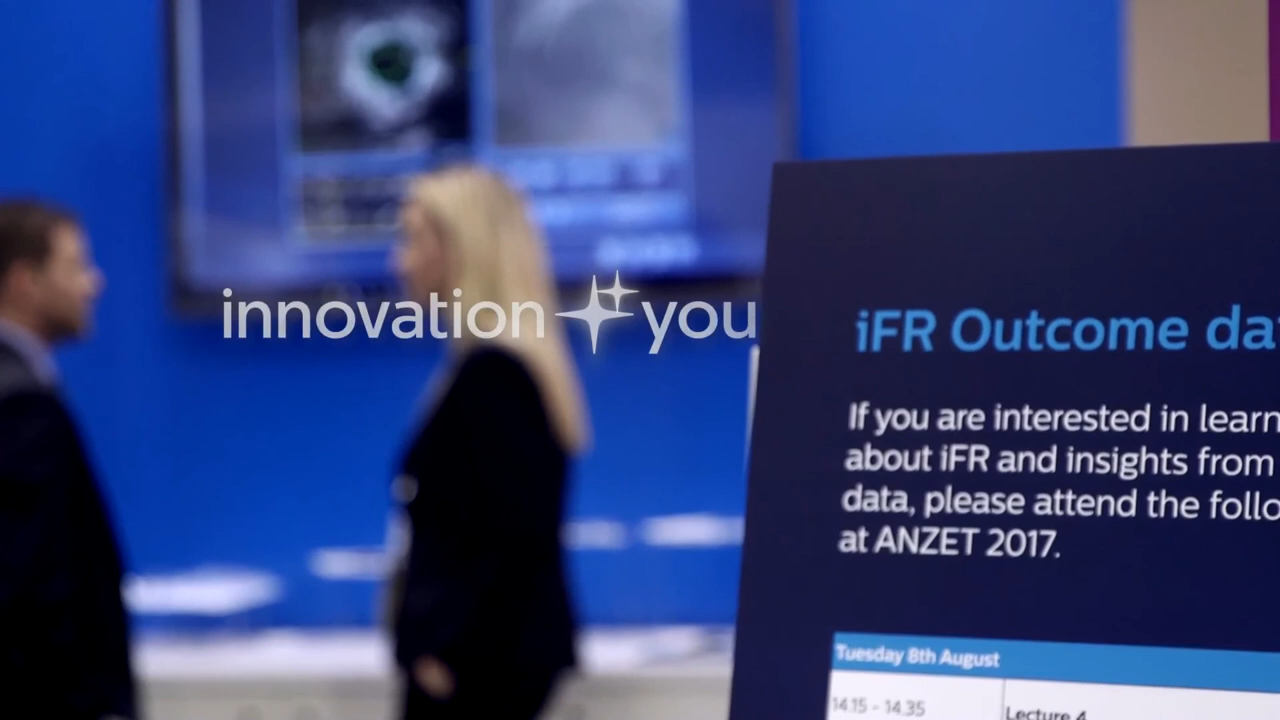 innovation you
iFR Outcome da
If you are interested in learn
about iFR and insights from
data, please attend the follo
at ANZET 2017.
Tuesday 8th August
14.15 - 14.35
Lecture 4